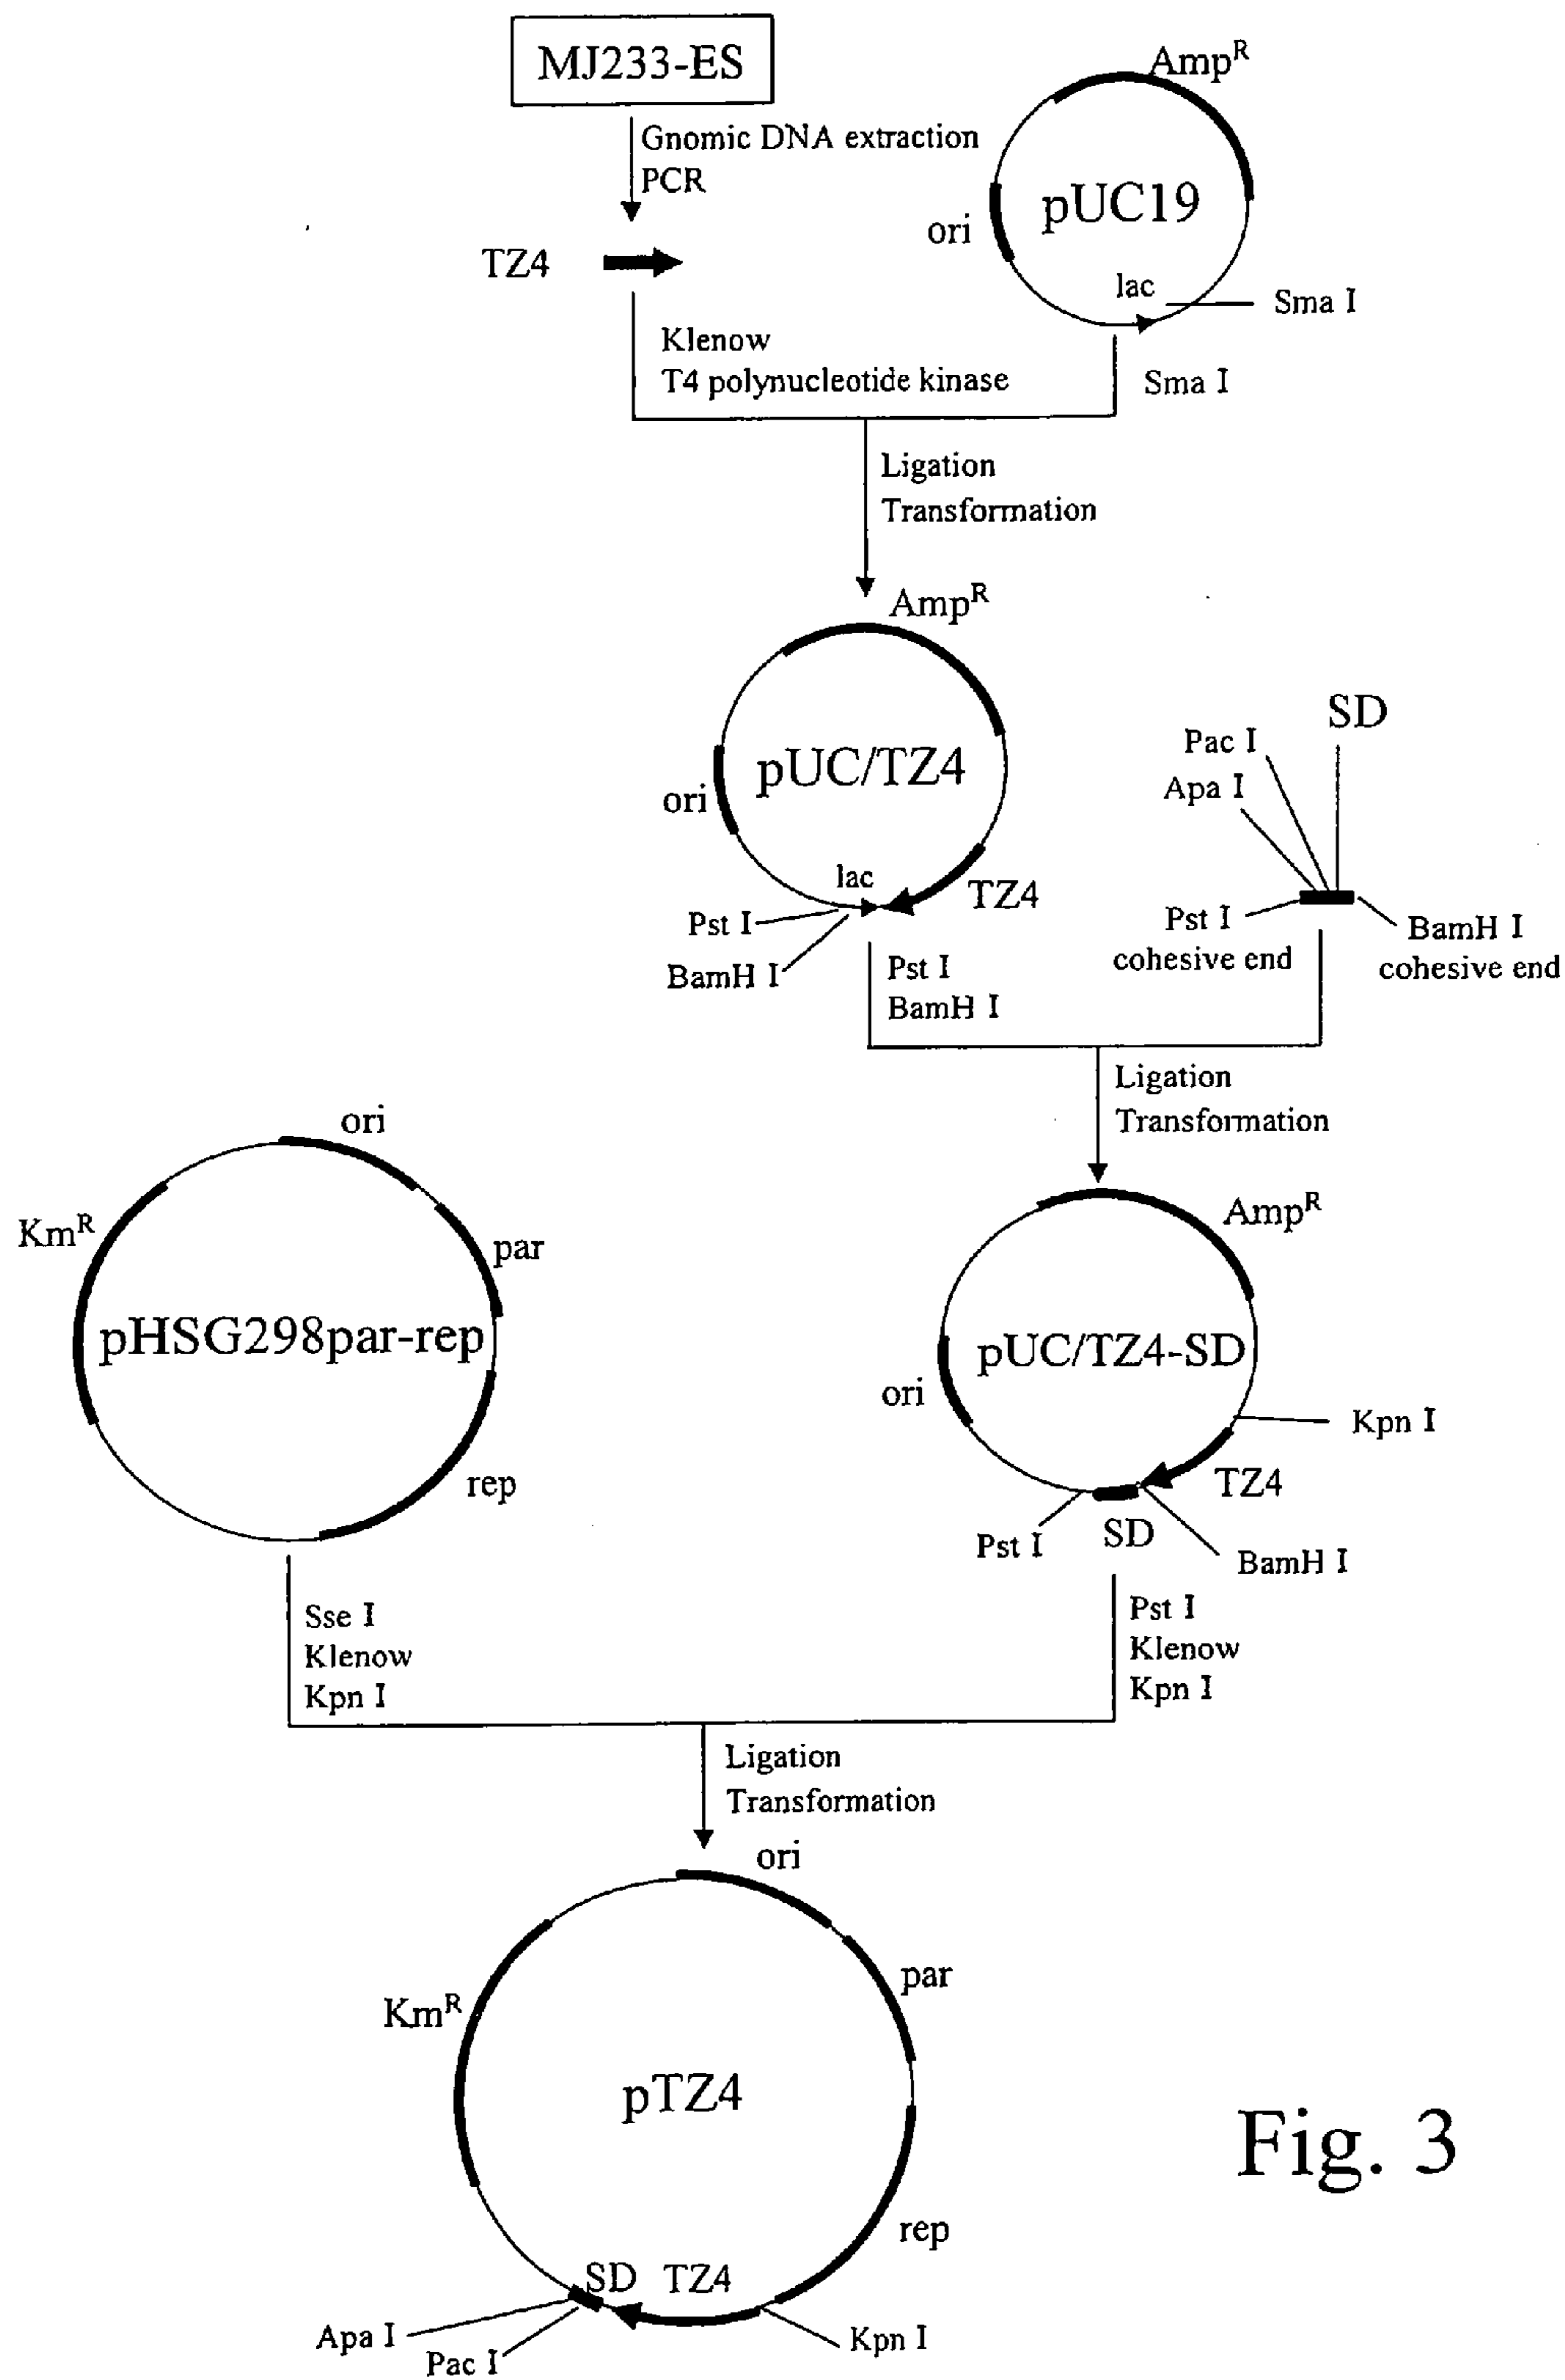 MJ233-ES
Gnomic DNA extraction
PCR
TZ4
Amp^R
pUC19
ori
lac
Sma I
Klenow
T4 polynucleotide kinase
Sma I
Ligation
Transformation
Amp^R
pUC/TZ4
ori
lac
TZ4
Pst I
BamH I
Pst I
BamH I
SD
Pac I
Apa I
Pst I
cohesive end
BamH I
cohesive end
Ligation
Transformation
ori
Km^R
par
pHSG298par-rep
rep
Amp^R
pUC/TZ4-SD
ori
Kpn I
TZ4
Pst I
SD
BamH I
Sse I
Klenow
Kpn I
Pst I
Klenow
Kpn I
Ligation
Transformation
ori
par
Km^R
pTZ4
rep
SD
TZ4
Apa I
Pac I
Kpn I
Fig. 3